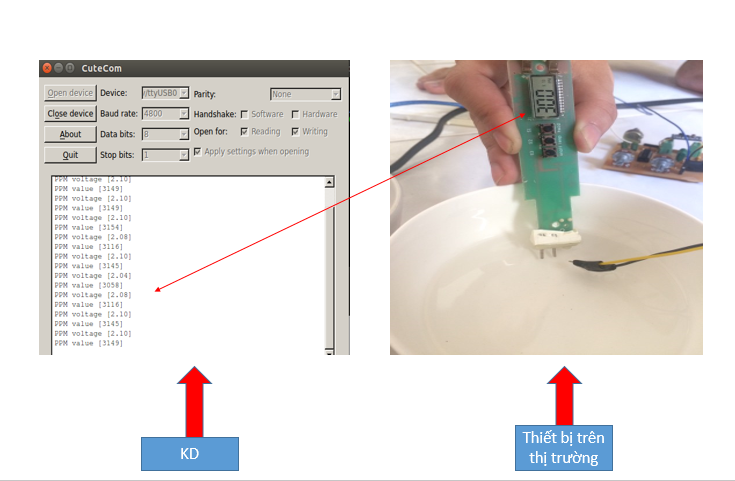 CuteCom
Open device
Device:
/ttyUSB0
Parity:
None
Close device
Baud rate:
4800
Handshake:
Software
Hardware
About
Data bits:
8
Open for:
Reading
Writing
Quit
Stop bits:
1
Apply settings when opening
PPM voltage [2.10]
PPM value [3149]
PPM voltage [2.10]
PPM value [3149]
PPM voltage [2.10]
PPM value [3154]
PPM voltage [2.08]
PPM value [3116]
PPM voltage [2.10]
PPM value [3145]
PPM voltage [2.04]
PPM value [3058]
PPM voltage [2.08]
PPM value [3116]
PPM voltage [2.10]
PPM value [3145]
PPM voltage [2.10]
PPM value [3149]
KD
Thiết bị trên
thị trường